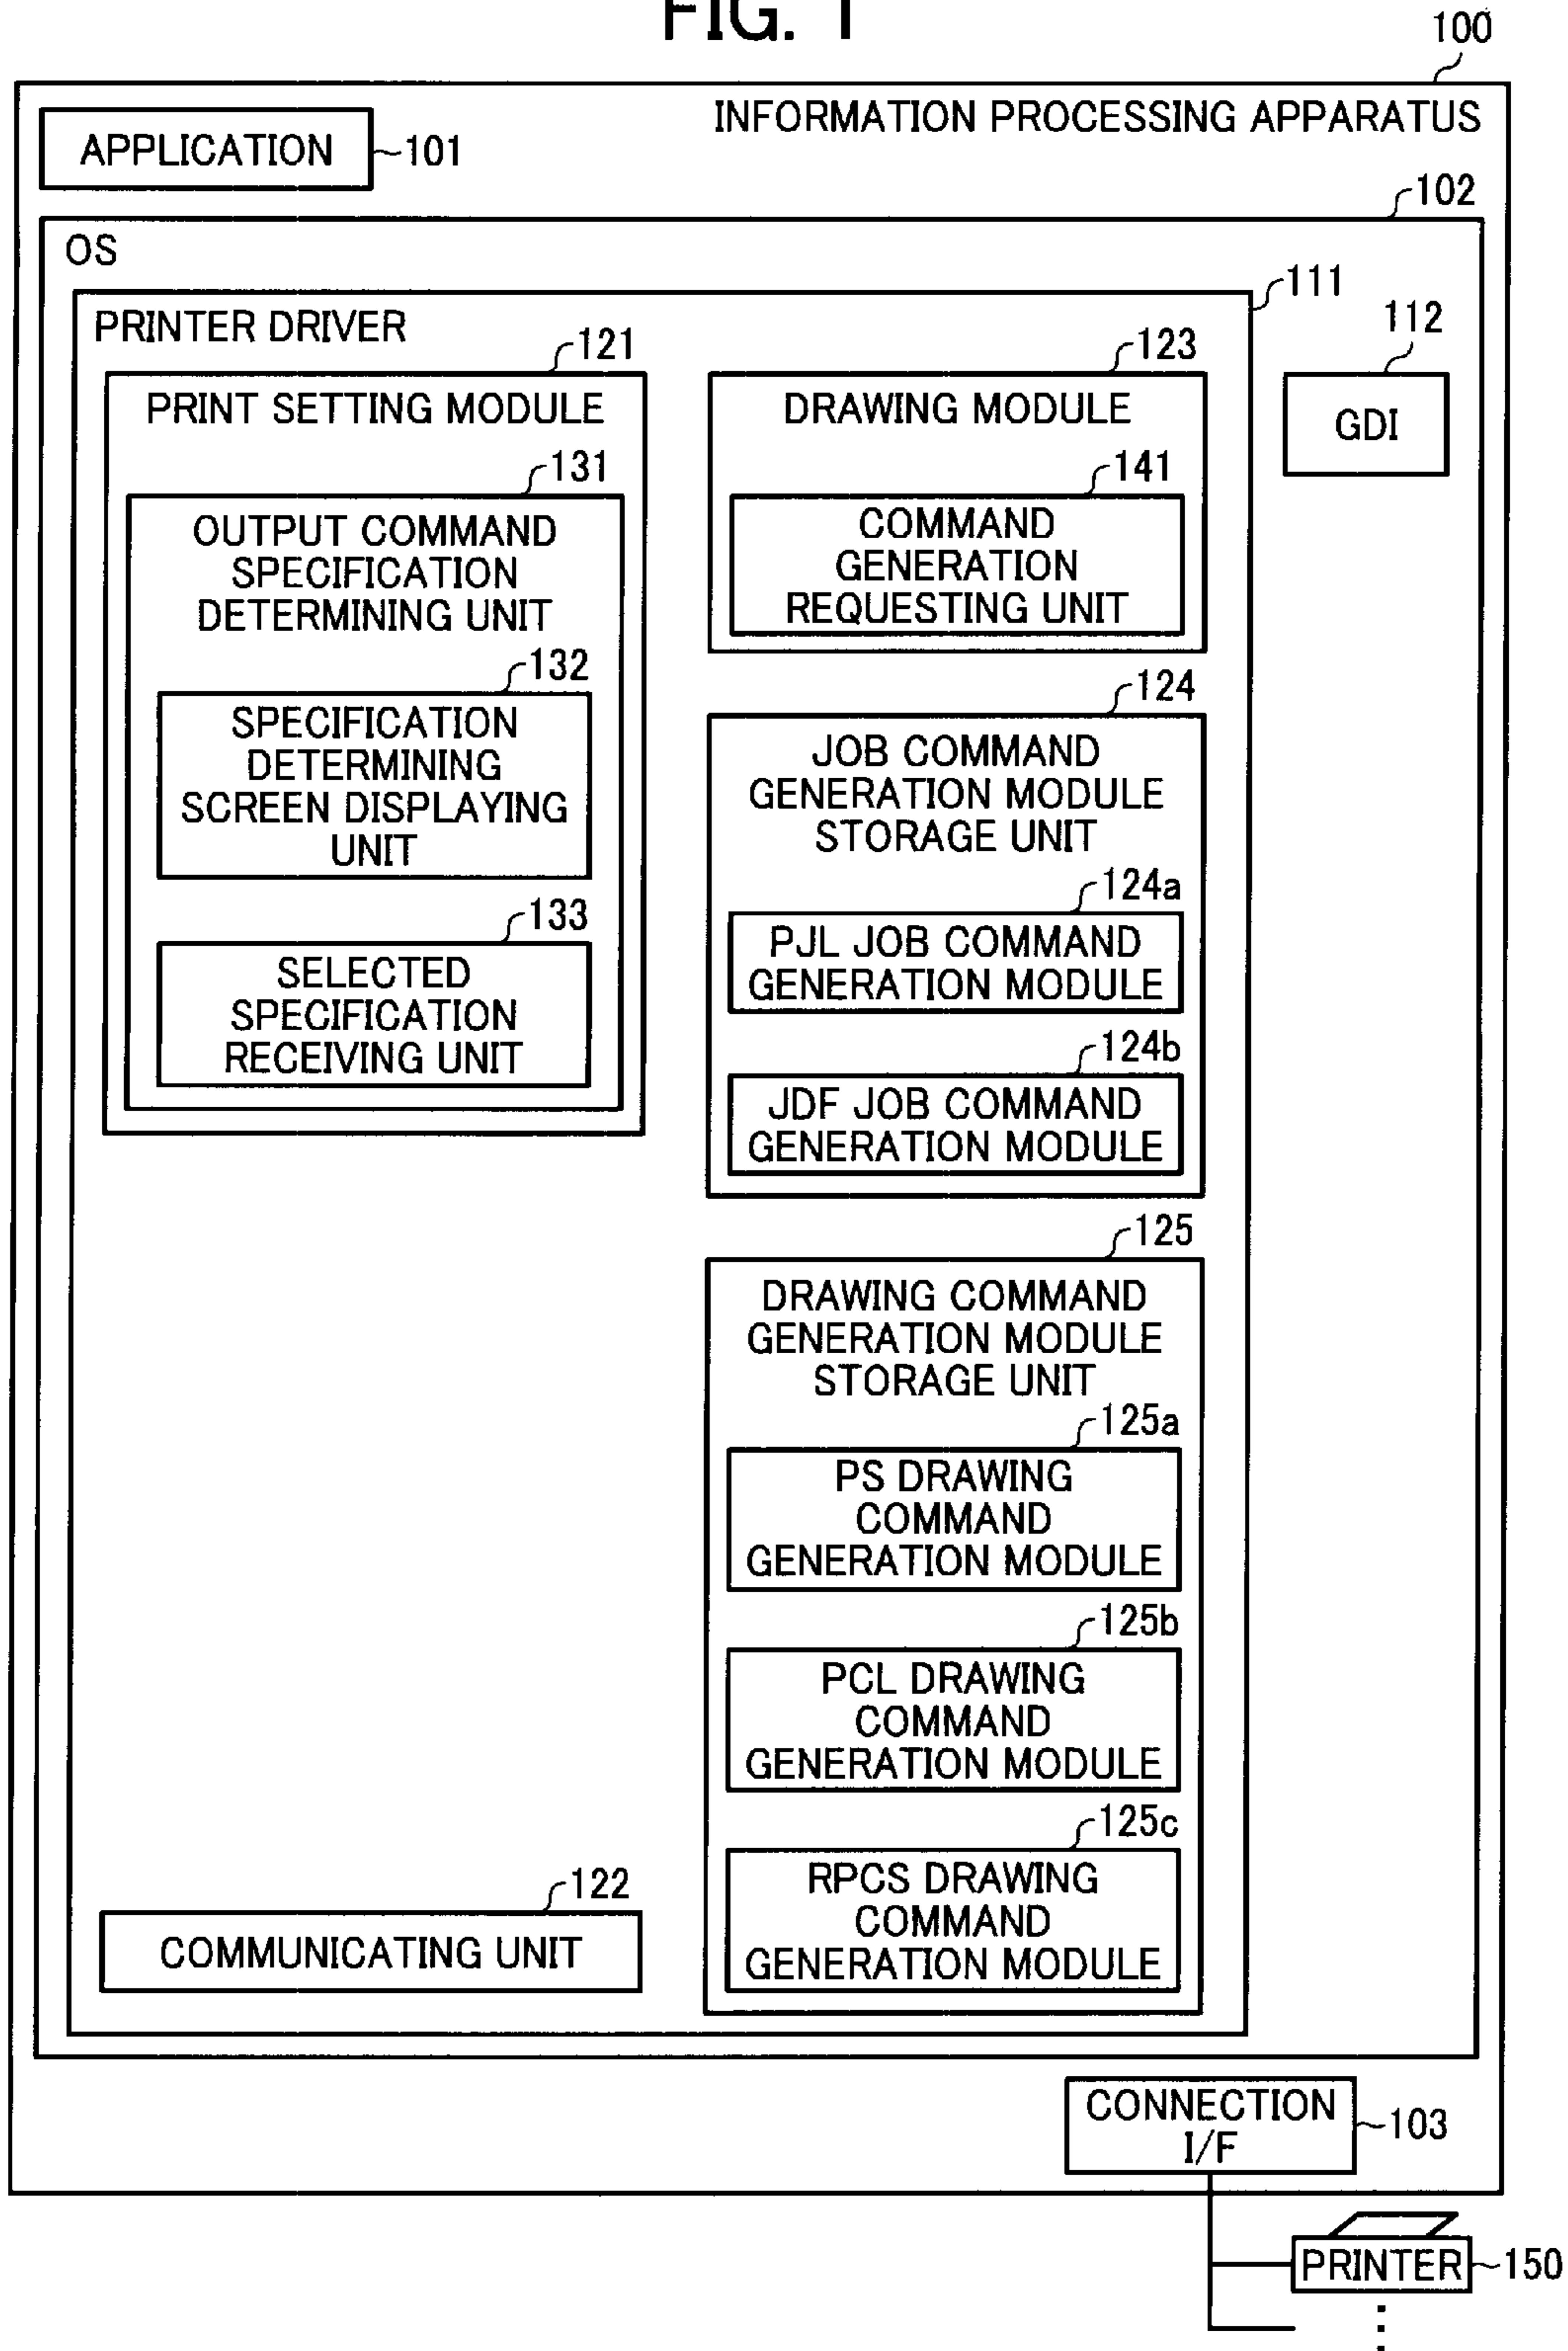 FIG. 1
100
INFORMATION PROCESSING APPARATUS
APPLICATION
101
102
OS
111
PRINTER DRIVER
112
GDI
121
PRINT SETTING MODULE
131
OUTPUT COMMAND
SPECIFICATION
DETERMINING UNIT
132
SPECIFICATION
DETERMINING
SCREEN DISPLAYING
UNIT
133
SELECTED
SPECIFICATION
RECEIVING UNIT
123
DRAWING MODULE
141
COMMAND
GENERATION
REQUESTING UNIT
124
JOB COMMAND
GENERATION MODULE
STORAGE UNIT
124a
PJL JOB COMMAND
GENERATION MODULE
124b
JDF JOB COMMAND
GENERATION MODULE
125
DRAWING COMMAND
GENERATION MODULE
STORAGE UNIT
125a
PS DRAWING
COMMAND
GENERATION MODULE
125b
PCL DRAWING
COMMAND
GENERATION MODULE
125c
RPCS DRAWING
COMMAND
GENERATION MODULE
122
COMMUNICATING UNIT
CONNECTION
I/F
103
PRINTER
150